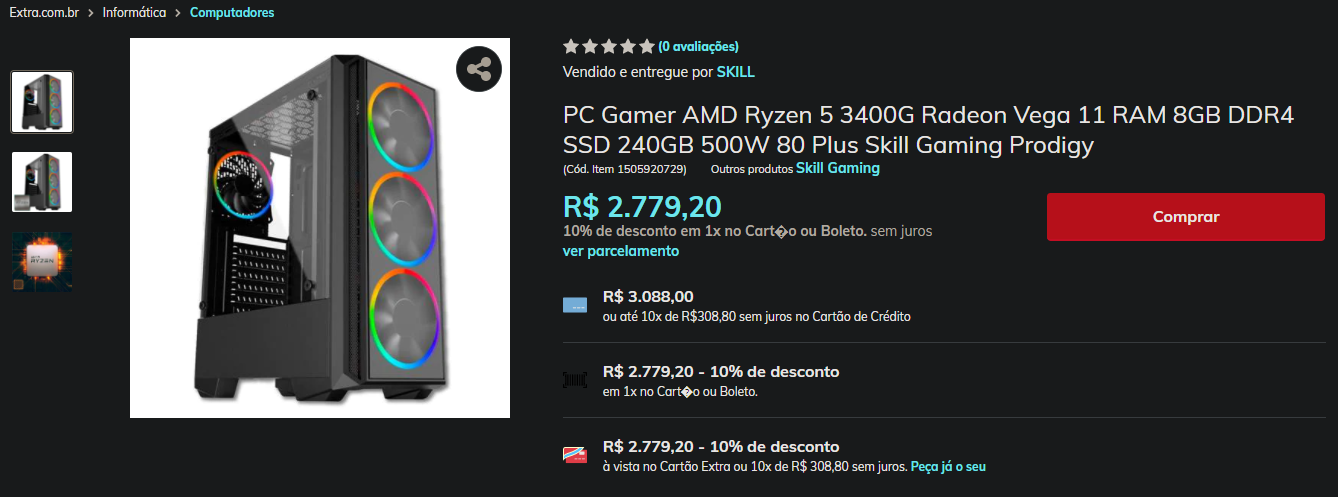 Extra.com.br > Informática > Computadores
(0 avaliações)
Vendido e entregue por SKILL
PC Gamer AMD Ryzen 5 3400G Radeon Vega 11 RAM 8GB DDR4
SSD 240GB 500W 80 Plus Skill Gaming Prodigy
(Cód. Item 1505920729) Outros produtos Skill Gaming
R$ 2.779,20
10% de desconto em 1x no Cart�o ou Boleto. sem juros
ver parcelamento
Comprar
R$ 3.088,00
ou até 10x de R$308,80 sem juros no Cartão de Crédito
R$ 2.779,20 - 10% de desconto
em 1x no Cart�o ou Boleto.
R$ 2.779,20 - 10% de desconto
à vista no Cartão Extra ou 10x de R$ 308,80 sem juros. Peça já o seu
RYZEN